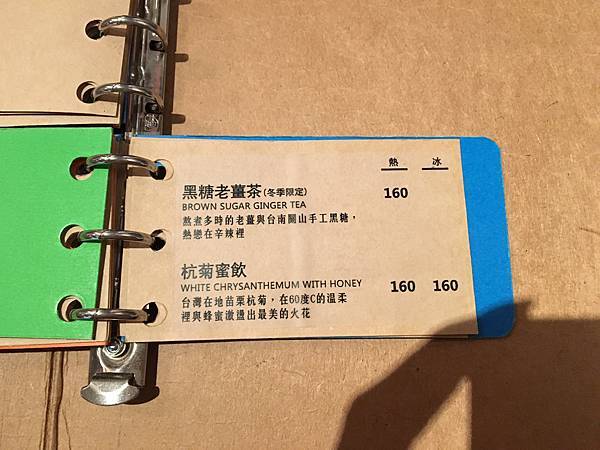 熱 冰
黑糖老薑茶(冬季限定) 160
BROWN SUGAR GINGER TEA
熬煮多時的老薑與台南關山手工黑糖，
熱戀在辛辣裡
杭菊蜜飲
WHITE CHRYSANTHEMUM WITH HONEY 160 160
台灣在地苗栗杭菊，在60度C的溫柔
裡與蜂蜜激盪出最美的火花